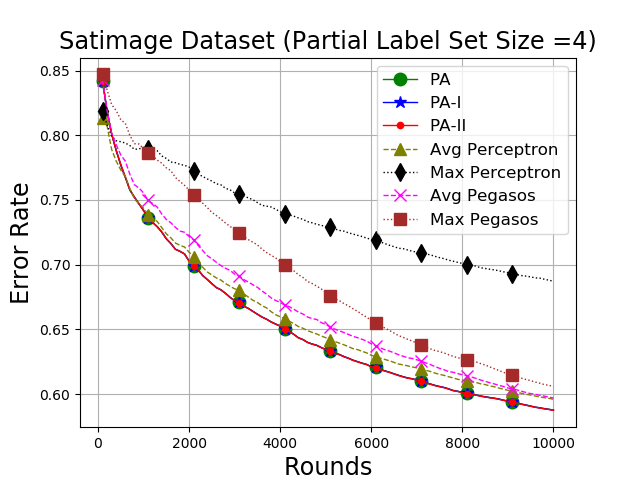 Satimage Dataset (Partial Label Set Size =4)
0.85
0.80
0.75
0.70
0.65
0.60
Error Rate
PA
PA-I
PA-II
Avg Perceptron
Max Perceptron
Avg Pegasos
Max Pegasos
0
2000
4000
6000
8000
10000
Rounds